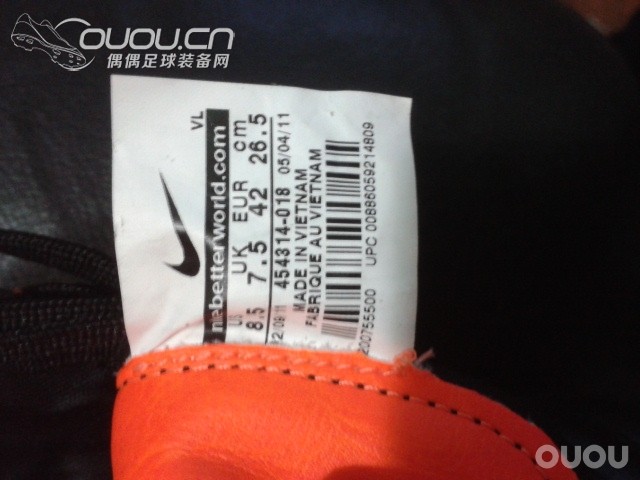 OUOU.CN
偶偶足球装备网
VL
nikebetterworld.com
UK EUR cm
8.5 7.5 42 26.5
454314-018 05/04/11
MADE IN VIETNAM
FABRIQUE AU VIETNAM
UPC 00886059214809
OUOU